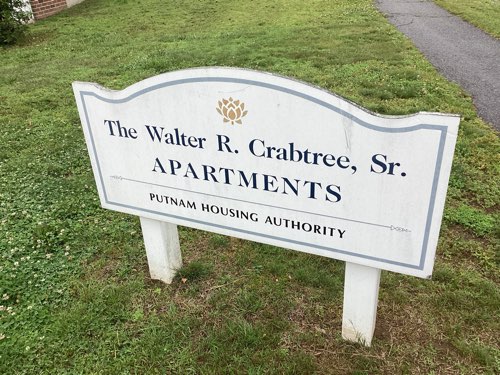 The Walter R. Crabtree, Sr.
APARTMENTS
PUTNAM HOUSING AUTHORITY